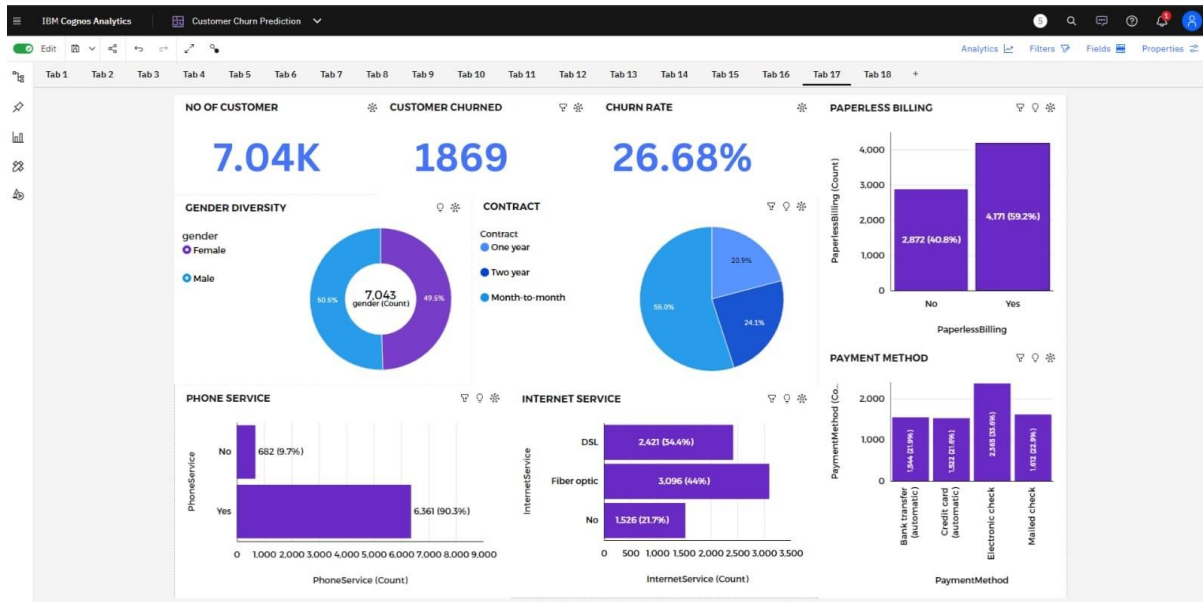 IBM Cognos Analytics
Customer Churn Prediction
5
1
Edit
Analytics
Filters
Fields
Properties
Tab 1 Tab 2 Tab 3 Tab 4 Tab 5 Tab 6 Tab 7 Tab 8 Tab 9 Tab 10 Tab 11 Tab 12 Tab 13 Tab 14 Tab 15 Tab 16 Tab 17 Tab 18 +
NO OF CUSTOMER
7.04K
CUSTOMER CHURNED
1869
CHURN RATE
26.68%
PAPERLESS BILLING
PaperlessBilling (Count)
4,000
3,000
2,000
1,000
0
2,872 (40.8%)
4,171 (59.2%)
No
Yes
PaperlessBilling
GENDER DIVERSITY
gender
Female
Male
50.5%
7,043
gender (Count)
49.5%
CONTRACT
Contract
One year
Two year
Month-to-month
20.9%
55.0%
24.1%
PAYMENT METHOD
PaymentMethod (Co...
2,000
1,000
0
1,544 (21.9%)
1,522 (21.6%)
2,365 (33.6%)
1,612 (22.9%)
Bank transfer
(automatic)
Credit card
(automatic)
Electronic check
Mailed check
PaymentMethod
PHONE SERVICE
PhoneService
No
682 (9.7%)
Yes
6,361 (90.3%)
0 1,000 2,000 3,000 4,000 5,000 6,000 7,000 8,000 9,000
PhoneService (Count)
INTERNET SERVICE
InternetService
DSL
2,421 (34.4%)
Fiber optic
3,096 (44%)
No
1,526 (21.7%)
0 500 1,000 1,500 2,000 2,500 3,000 3,500
InternetService (Count)